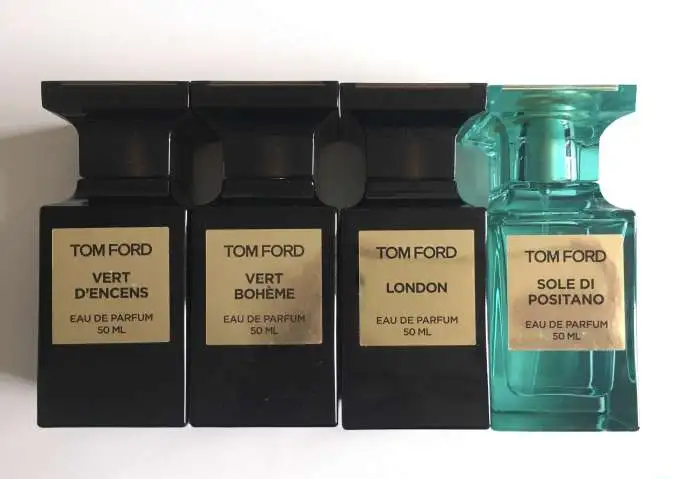 TOM FORD
VERT
D'ENCENS
EAU DE PARFUM
50 ML
TOM FORD
VERT
BOHÈME
EAU DE PARFUM
50 ML
TOM FORD
LONDON
EAU DE PARFUM
50 ML
TOM FORD
SOLE DI
POSITANO
EAU DE PARFUM
50 ML